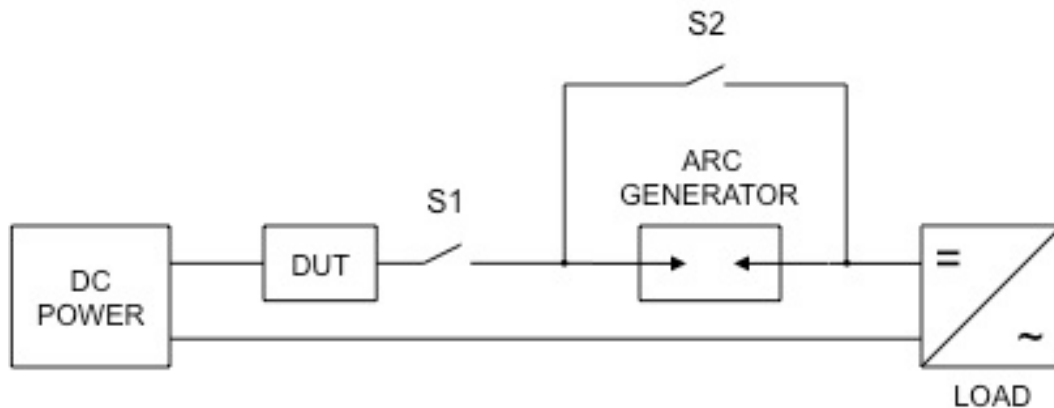 S2
ARC
GENERATOR
S1
DC
POWER
DUT
=
~
LOAD